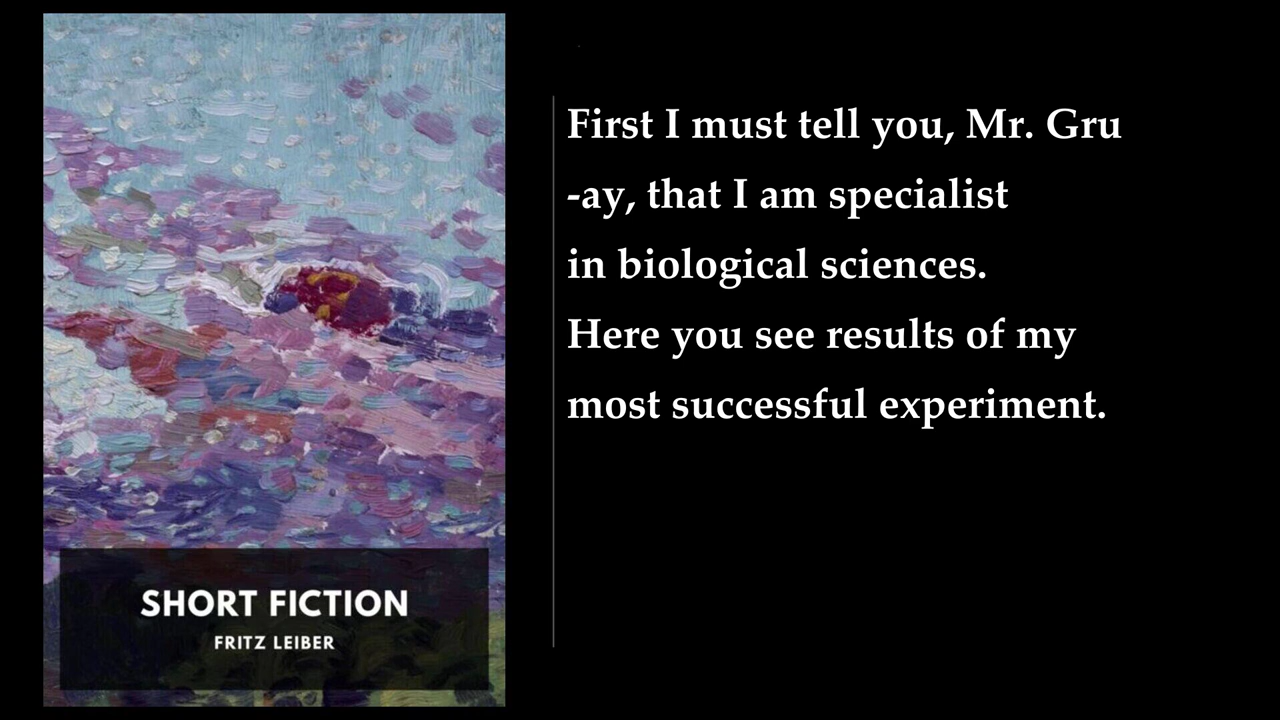 SHORT FICTION
FRITZ LEIBER
First I must tell you, Mr. Gru
-ay, that I am specialist
in biological sciences.
Here you see results of my
most successful experiment.